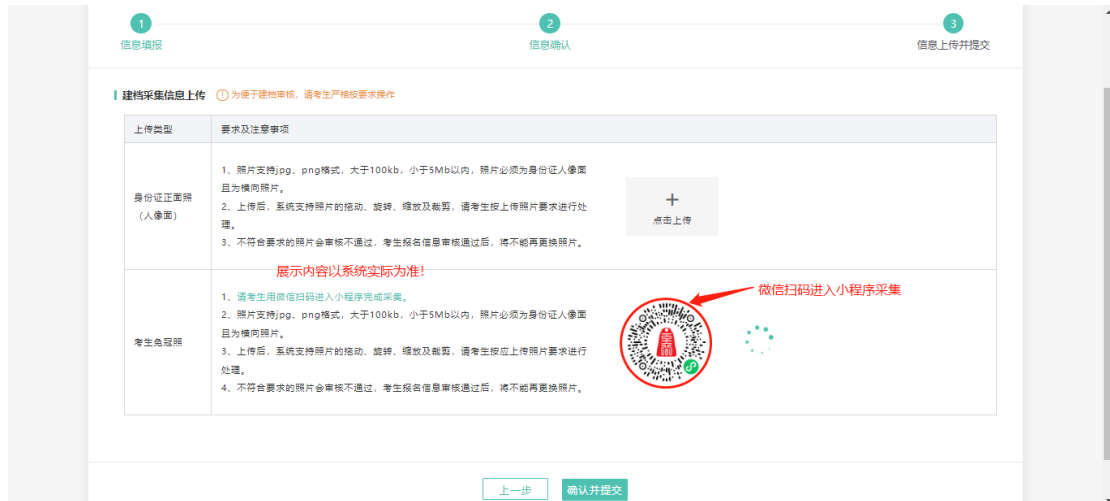 1
2
3
信息填报
信息确认
信息上传并提交
建档采集信息上传
为便于建档审核，请考生严格按要求操作
上传类型
要求及注意事项
身份证正面照
（人像面）
1、照片支持jpg、png格式，大于100kb，小于5Mb以内，照片必须为身份证人像面
且为横向照片。
2、上传后，系统支持照片的拖动、旋转、缩放及裁剪，请考生按上传照片要求进行处
理。
3、不符合要求的照片会审核不通过，考生报名信息审核通过后，将不能再更换照片。
+
点击上传
展示内容以系统实际为准！
考生免冠照
1、请考生用微信扫码进入小程序完成采集。
2、照片支持jpg、png格式，大于100kb，小于5Mb以内，照片必须为身份证人像面
且为横向照片。
3、上传后，系统支持照片的拖动、旋转、缩放及裁剪，请考生按应上传照片要求进行
处理。
4、不符合要求的照片会审核不通过，考生报名信息审核通过后，将不能再更换照片。
微信扫码进入小程序采集
上一步
确认并提交